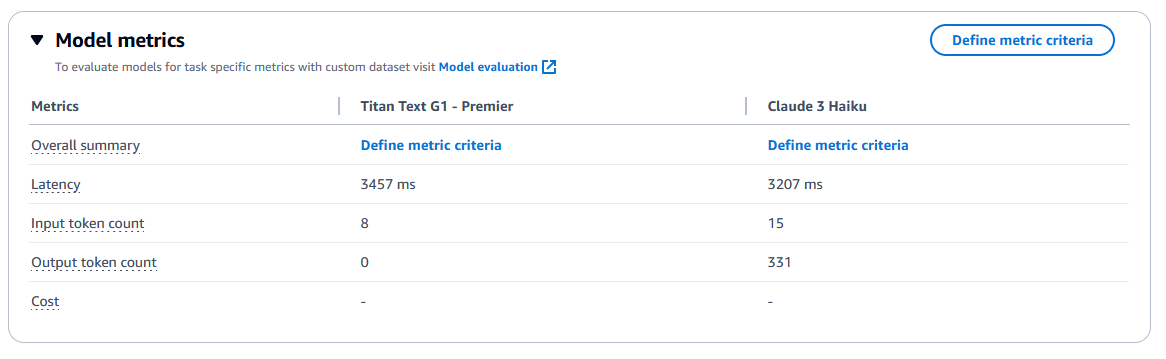 Model metrics
Define metric criteria
To evaluate models for task specific metrics with custom dataset visit Model evaluation
Metrics Titan Text G1 - Premier Claude 3 Haiku
Overall summary Define metric criteria Define metric criteria
Latency 3457 ms 3207 ms
Input token count 8 15
Output token count 0 331
Cost - -